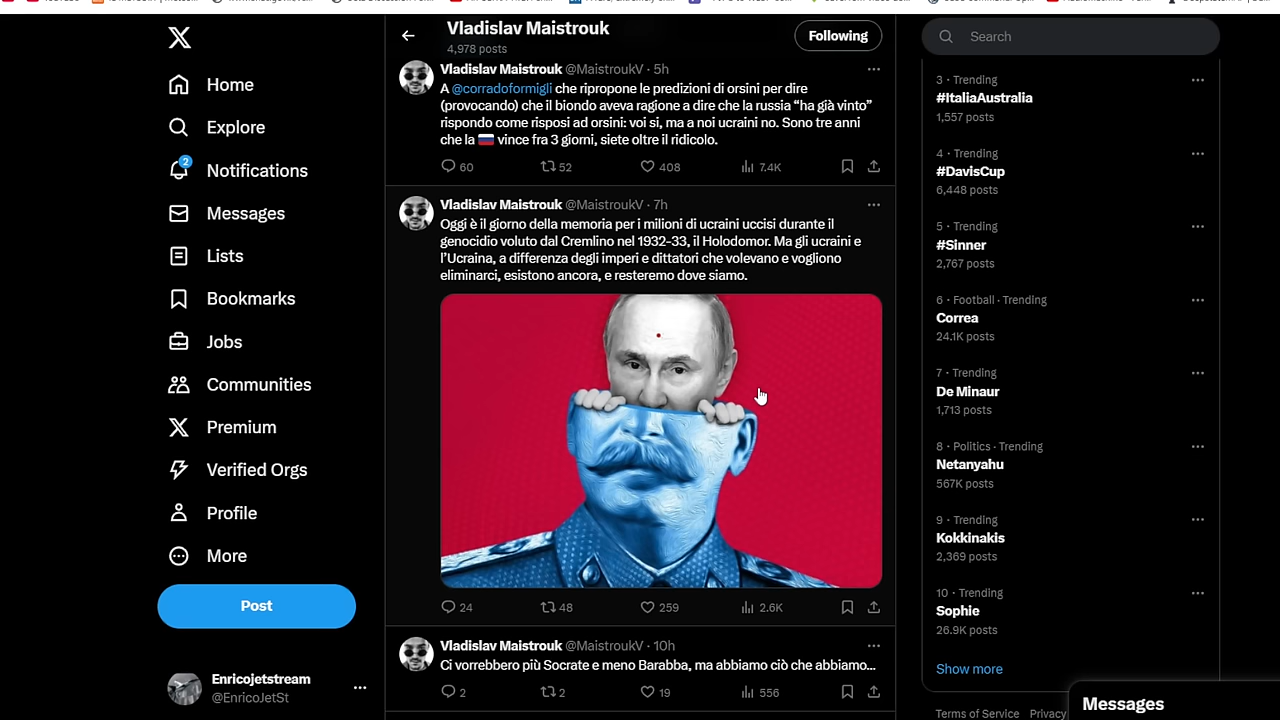 Vladislav Maistrouk
4,978 posts
Following
Search
Home
Explore
2
Notifications
Messages
Lists
Bookmarks
Jobs
Communities
Premium
Verified Orgs
Profile
More
Post
Enricojetstream
@EnricoJetSt
Vladislav Maistrouk @MaistroukV · 5h
A @corradoformigli che ripropone le predizioni di orsini per dire
(provocando) che il biondo aveva ragione a dire che la russia “ha già vinto”
rispondo come risposi ad orsini: voi si, ma a noi ucraini no. Sono tre anni
che la 🇷🇺 vince fra 3 giorni, siete oltre il ridicolo.
60 52 408 7.4K
Vladislav Maistrouk @MaistroukV · 7h
Oggi è il giorno della memoria per i milioni di ucraini uccisi durante il
genocidio voluto dal Cremlino nel 1932-33, il Holodomor. Ma gli ucraini e
l’Ucraina, a differenza degli imperi e dittatori che volevano e vogliono
eliminarci, esistono ancora, e resteremo dove siamo.
24 48 259 2.6K
Vladislav Maistrouk @MaistroukV · 10h
Ci vorrebbero più Socrate e meno Barabba, ma abbiamo ciò che abbiamo...
2 2 19 556
3 · Trending
#ItaliaAustralia
1,557 posts
4 · Trending
#DavisCup
6,448 posts
5 · Trending
#Sinner
2,767 posts
6 · Football · Trending
Correa
24.1K posts
7 · Trending
De Minaur
1,713 posts
8 · Politics · Trending
Netanyahu
567K posts
9 · Trending
Kokkinakis
2,369 posts
10 · Trending
Sophie
26.9K posts
Show more
Terms of Service Privacy
Messages